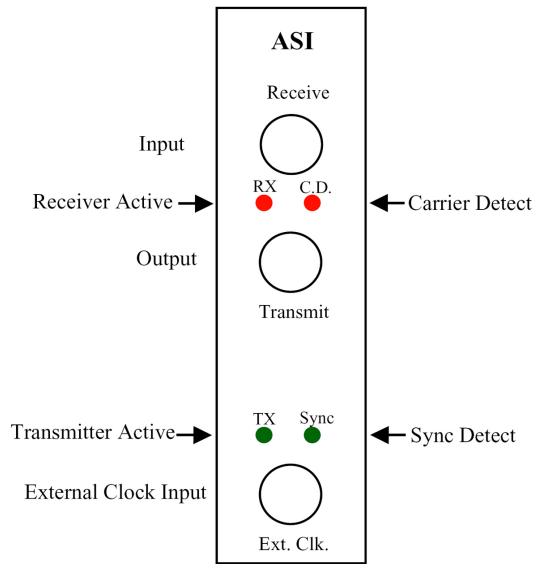 ASI
Receive
Input
RX C.D.
Receiver Active
Carrier Detect
Output
Transmit
TX Sync
Transmitter Active
Sync Detect
External Clock Input
Ext. Clk.